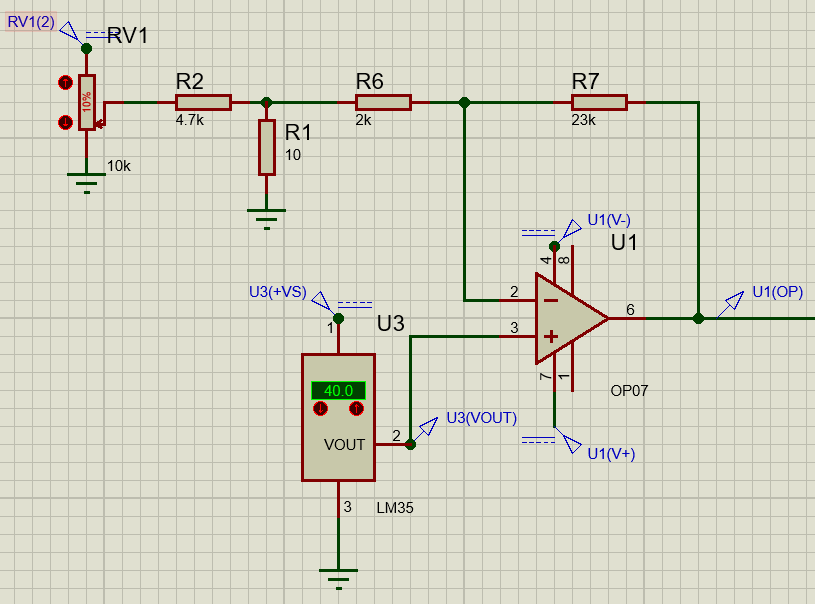 RV1(2)
RV1
10%
10k
R2
4.7k
R1
10
R6
2k
R7
23k
U1(V-)
U1
4
8
2
3
6
7
1
U1(OP)
OP07
U1(V+)
U3(+VS)
1
U3
40.0
VOUT
2
U3(VOUT)
3
LM35